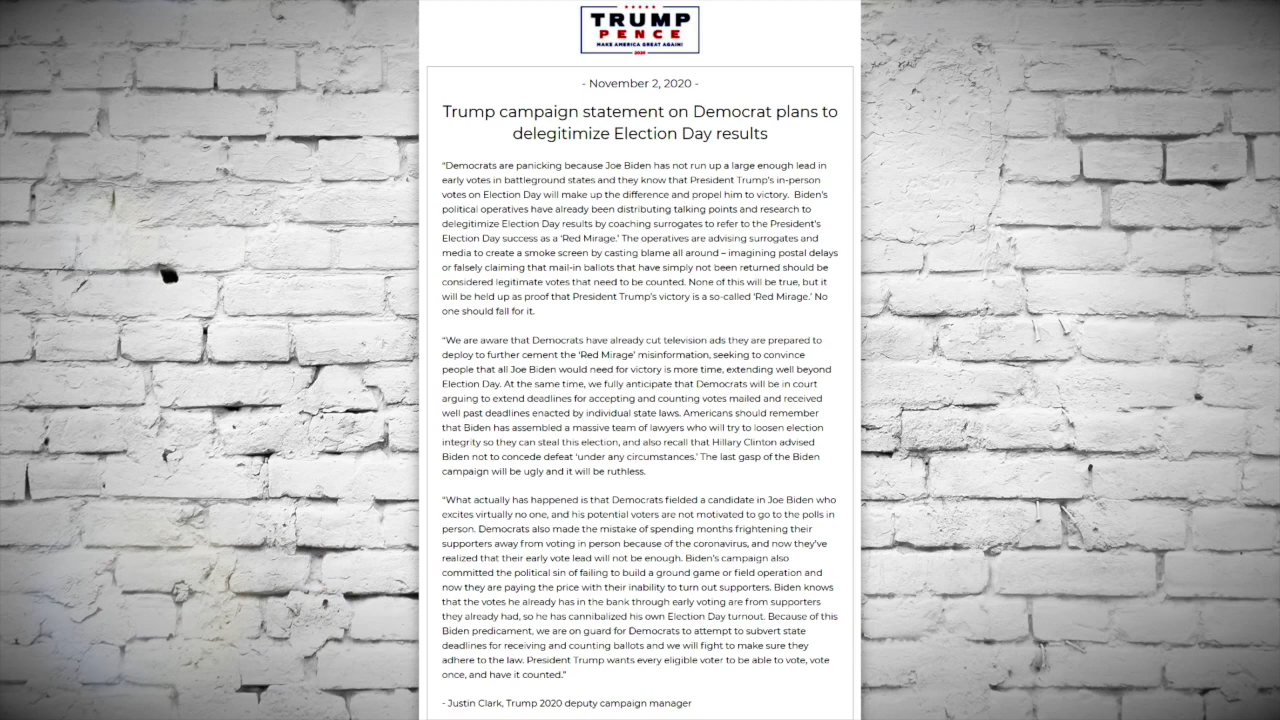 TRUMP
PENCE
MAKE AMERICA GREAT AGAIN!
2020
- November 2, 2020 -
Trump campaign statement on Democrat plans to
delegitimize Election Day results
“Democrats are panicking because Joe Biden has not run up a large enough lead in
early votes in battleground states and they know that President Trump’s in-person
votes on Election Day will make up the difference and propel him to victory.  Biden’s
political operatives have already been distributing talking points and research to
delegitimize Election Day results by coaching surrogates to refer to the President’s
Election Day success as a ‘Red Mirage.’ The operatives are advising surrogates and
media to create a smoke screen by casting blame all around – imagining postal delays
or falsely claiming that mail-in ballots that have simply not been returned should be
considered legitimate votes that need to be counted. None of this will be true, but it
will be held up as proof that President Trump’s victory is a so-called ‘Red Mirage.’ No
one should fall for it.
“We are aware that Democrats have already cut television ads they are prepared to
deploy to further cement the ‘Red Mirage’ misinformation, seeking to convince
people that all Joe Biden would need for victory is more time, extending well beyond
Election Day. At the same time, we fully anticipate that Democrats will be in court
arguing to extend deadlines for accepting and counting votes mailed and received
well past deadlines enacted by individual state laws. Americans should remember
that Biden has assembled a massive team of lawyers who will try to loosen election
integrity so they can steal this election, and also recall that Hillary Clinton advised
Biden not to concede defeat ‘under any circumstances.’ The last gasp of the Biden
campaign will be ugly and it will be ruthless.
“What actually has happened is that Democrats fielded a candidate in Joe Biden who
excites virtually no one, and his potential voters are not motivated to go to the polls in
person. Democrats also made the mistake of spending months frightening their
supporters away from voting in person because of the coronavirus, and now they’ve
realized that their early vote lead will not be enough. Biden’s campaign also
committed the political sin of failing to build a ground game or field operation and
now they are paying the price with their inability to turn out supporters. Biden knows
that the votes he already has in the bank through early voting are from supporters
they already had, so he has cannibalized his own Election Day turnout. Because of this
Biden predicament, we are on guard for Democrats to attempt to subvert state
deadlines for receiving and counting ballots and we will fight to make sure they
adhere to the law. President Trump wants every eligible voter to be able to vote, vote
once, and have it counted.”
- Justin Clark, Trump 2020 deputy campaign manager